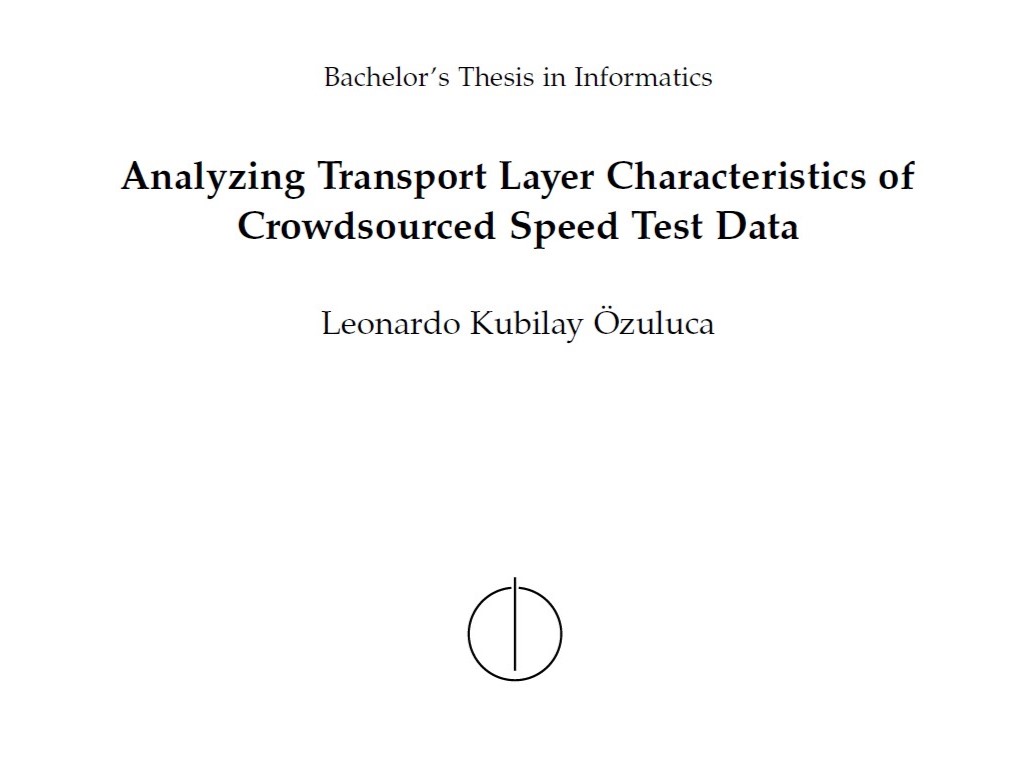 Bachelor's Thesis in Informatics
Analyzing Transport Layer Characteristics of
Crowdsourced Speed Test Data
Leonardo Kubilay Özuluca